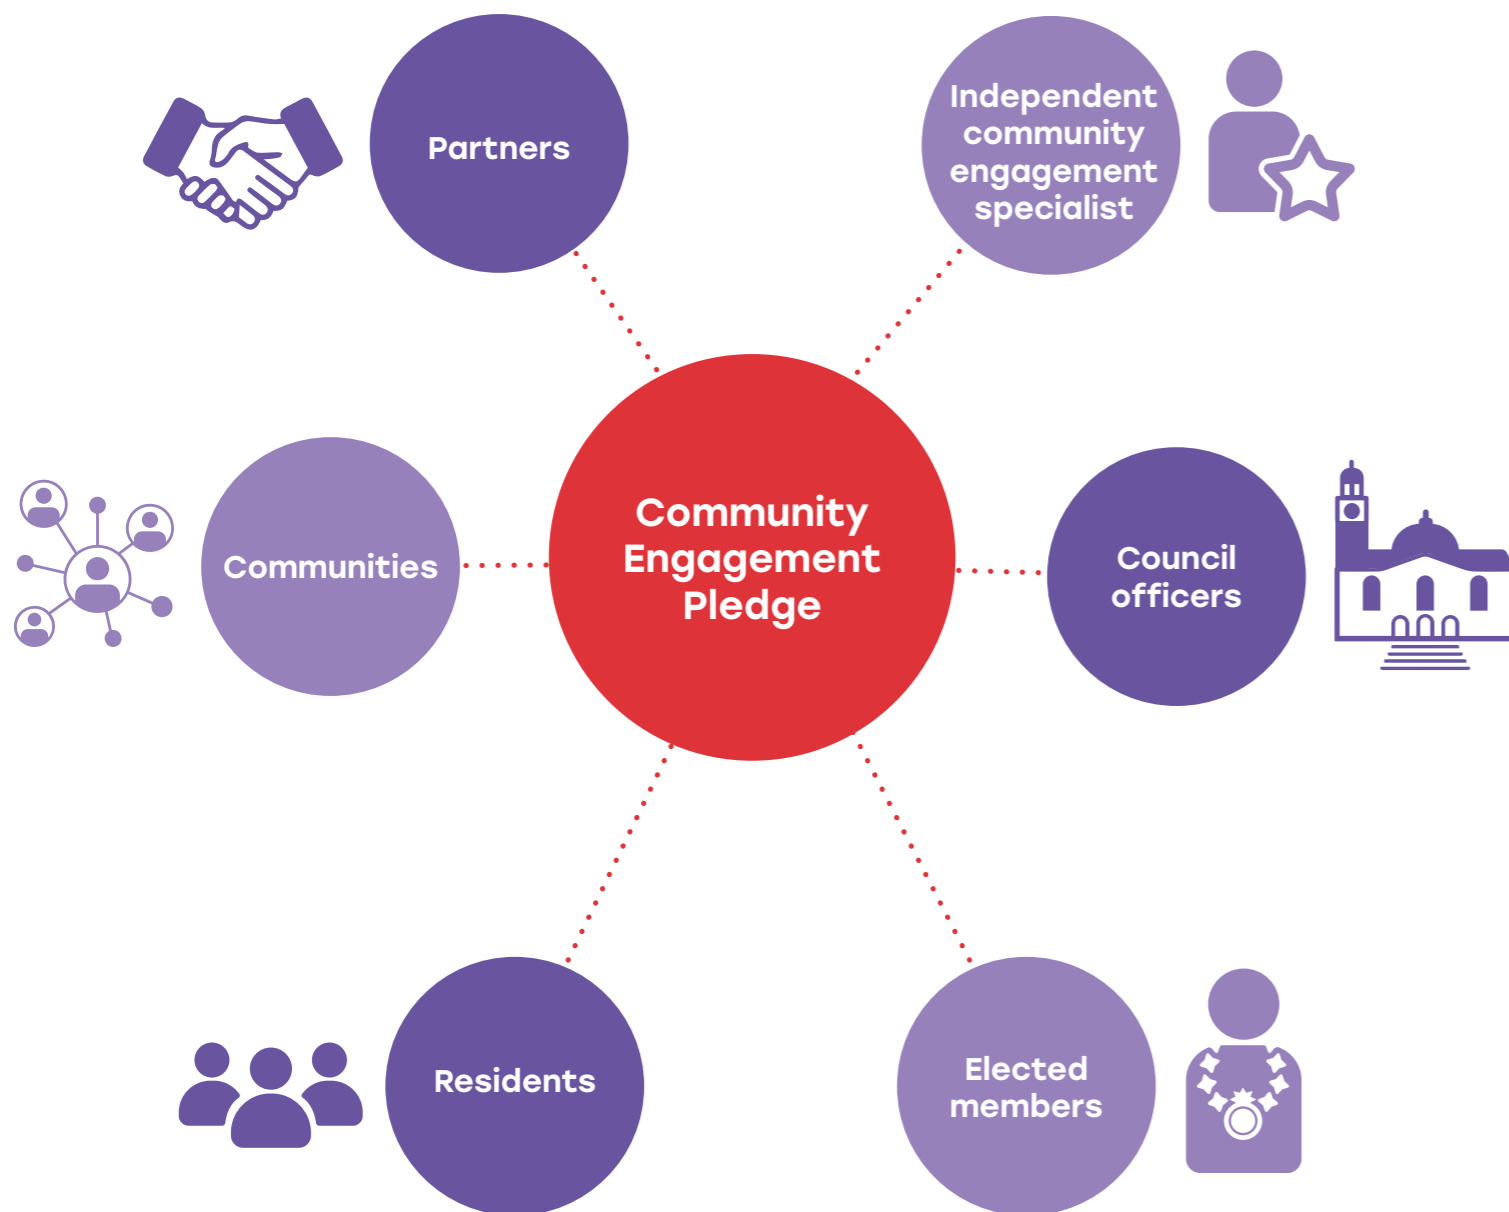 Partners
Independent
community
engagement
specialist
Community
Engagement
Pledge
Communities
Council
officers
Residents
Elected
members